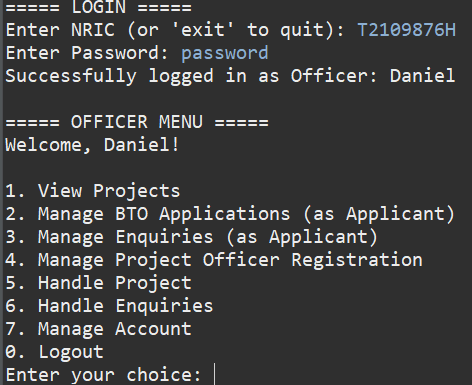 ===== LOGIN =====
Enter NRIC (or 'exit' to quit): T2109876H
Enter Password: password
Successfully logged in as Officer: Daniel
===== OFFICER MENU =====
Welcome, Daniel!
1. View Projects
2. Manage BTO Applications (as Applicant)
3. Manage Enquiries (as Applicant)
4. Manage Project Officer Registration
5. Handle Project
6. Handle Enquiries
7. Manage Account
0. Logout
Enter your choice: